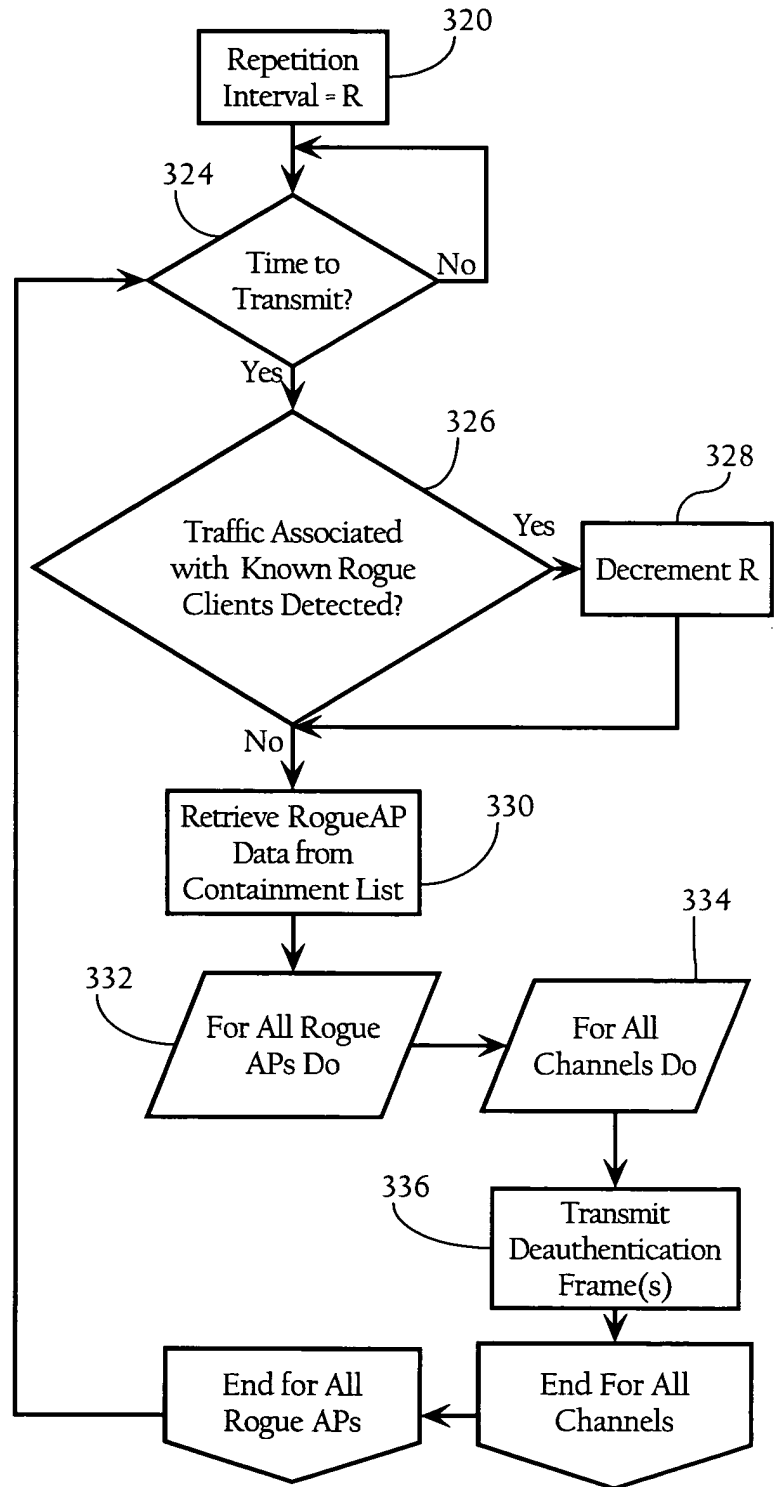 320
Repetition
Interval = R
324
Time to
Transmit?
No
Yes
326
328
Traffic Associated
with Known Rogue
Clients Detected?
Yes
Decrement R
No
Retrieve RogueAP
Data from
Containment List
330
332
334
For All Rogue
APs Do
For All
Channels Do
336
Transmit
Deauthentication
Frame(s)
End for All
Rogue APs
End For All
Channels